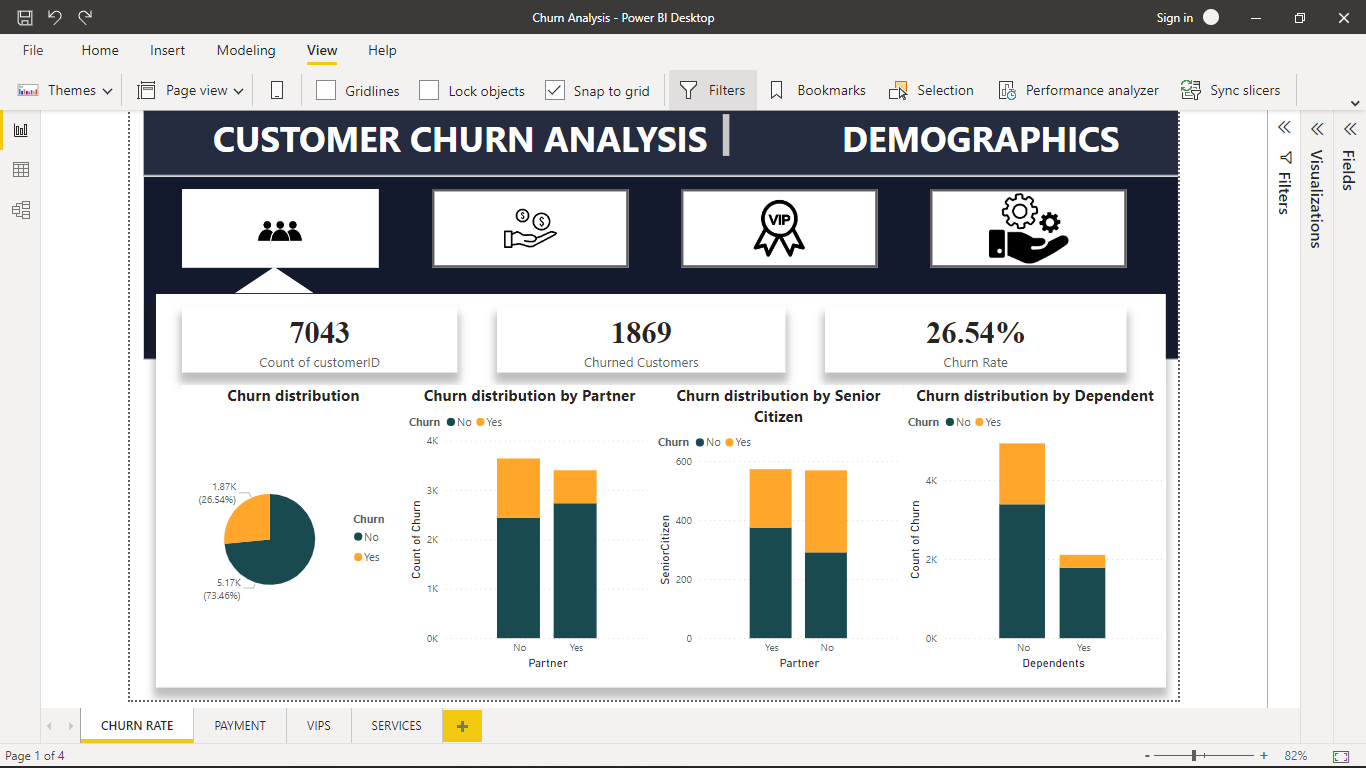 Churn Analysis - Power BI Desktop
Sign in
File Home Insert Modeling View Help
Themes Page view Gridlines Lock objects Snap to grid Filters Bookmarks Selection Performance analyzer Sync slicers
CUSTOMER CHURN ANALYSIS DEMOGRAPHICS
Filters
Visualizations
Fields
$ $
VIP
7043
Count of customerID
1869
Churned Customers
26.54%
Churn Rate
Churn distribution
1.87K
(26.54%)
5.17K
(73.46%)
Churn
No
Yes
Churn distribution by Partner
Churn No Yes
Count of Churn
4K
3K
2K
1K
0K
No Yes
Partner
Churn distribution by Senior
Citizen
Churn No Yes
SeniorCitizen
600
400
200
0
Yes No
Partner
Churn distribution by Dependent
Churn No Yes
Count of Churn
4K
2K
0K
No Yes
Dependents
CHURN RATE PAYMENT VIPS SERVICES +
Page 1 of 4
- + 82%